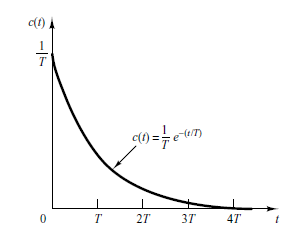 c(t)
1/T
c(t) = 1/T e^−(t/T)
0 T 2T 3T 4T t